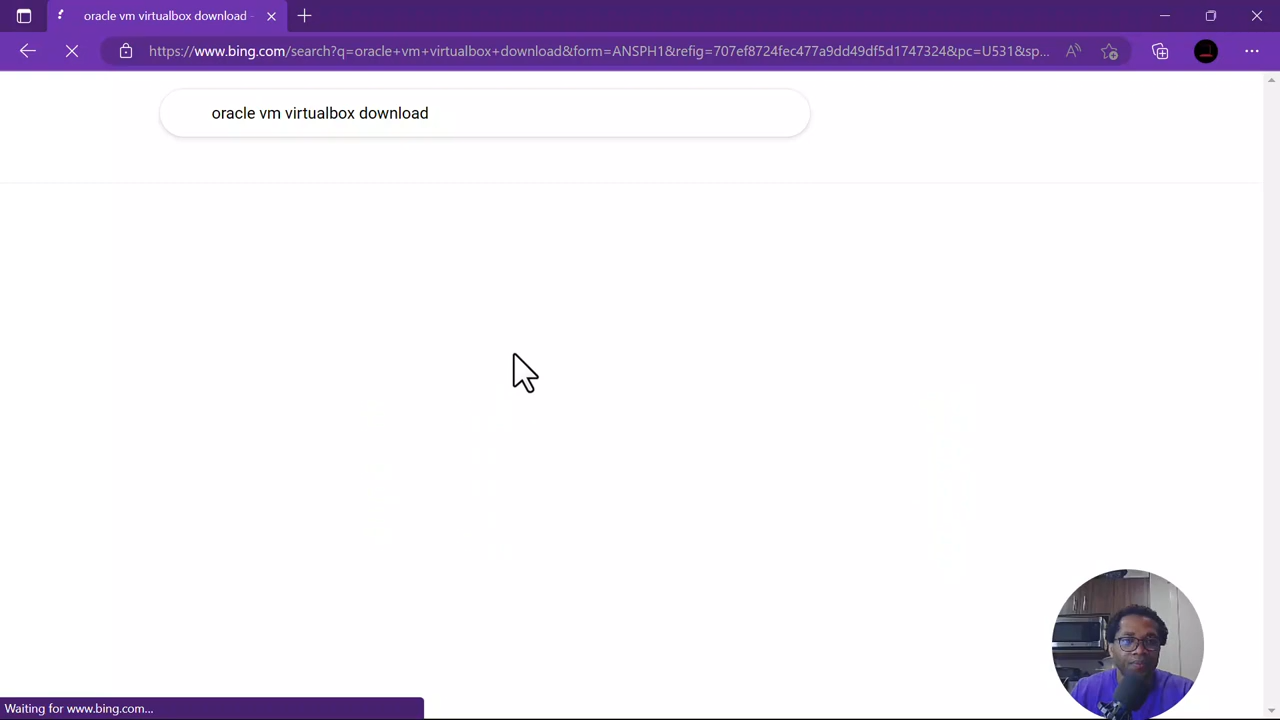 oracle vm virtualbox download -
https://www.bing.com/search?q=oracle+vm+virtualbox+download&form=ANSPH1&refig=707ef8724fec477a9dd49df5d1747324&pc=U531&sp...
oracle vm virtualbox download
Waiting for www.bing.com...